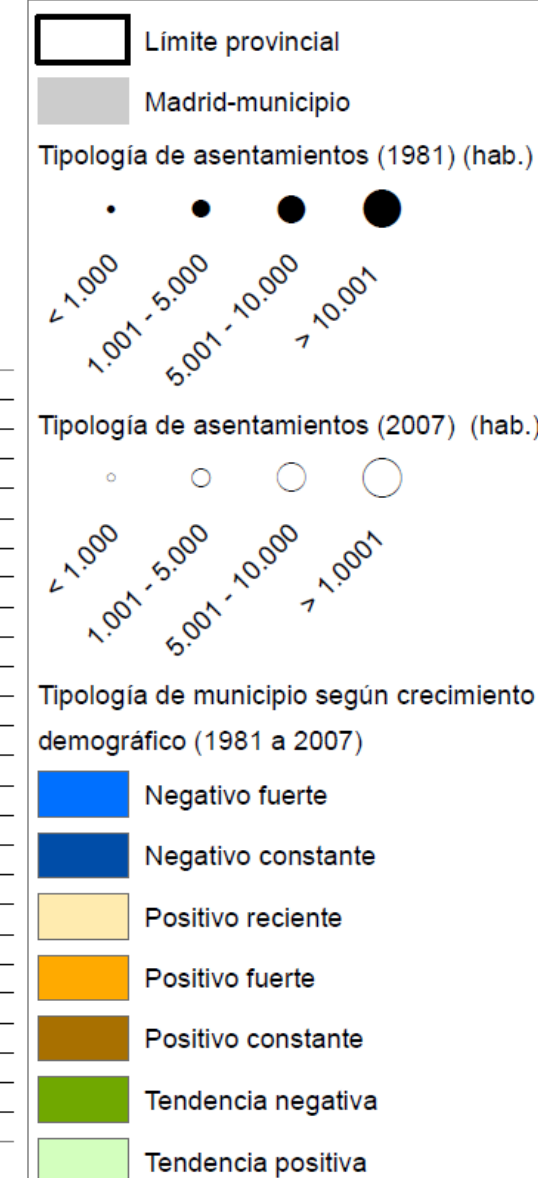 Límite provincial
Madrid-municipio
Tipología de asentamientos (1981) (hab.)
< 1.000
1.001 - 5.000
5.001 - 10.000
> 10.001
Tipología de asentamientos (2007) (hab.)
< 1.000
1.001 - 5.000
5.001 - 10.000
> 1.0001
Tipología de municipio según crecimiento
demográfico (1981 a 2007)
Negativo fuerte
Negativo constante
Positivo reciente
Positivo fuerte
Positivo constante
Tendencia negativa
Tendencia positiva